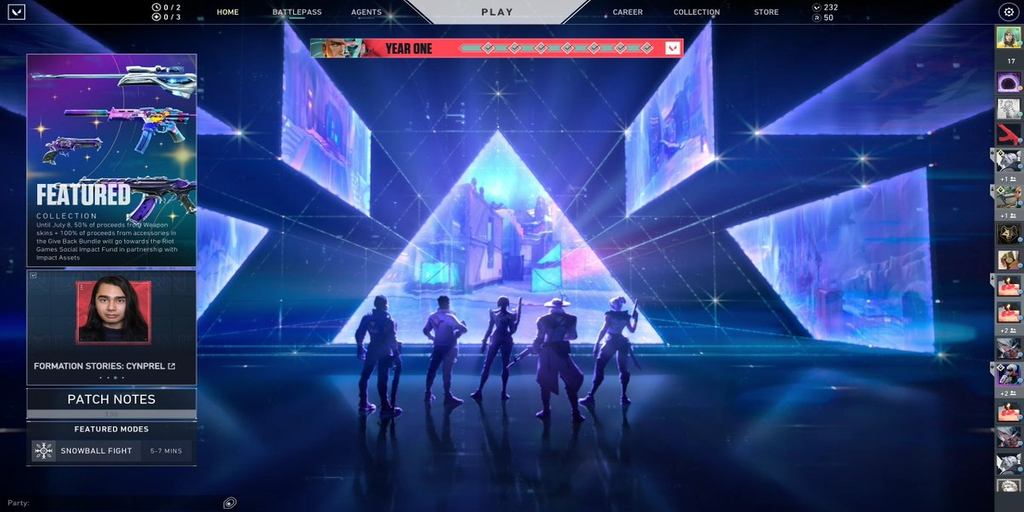 0 / 2
0 / 3
HOME
BATTLEPASS
AGENTS
PLAY
CAREER
COLLECTION
STORE
232
50
YEAR ONE
17
FEATURED
COLLECTION
Until July 8, 50% of proceeds from Weapon
skins + 100% of proceeds from accessories in
the Give Back Bundle will go towards the Riot
Games Social Impact Fund in partnership with
Impact Assets
+1
+1
FORMATION STORIES: CYNPREL
+2
PATCH NOTES
+2
FEATURED MODES
SNOWBALL FIGHT
5-7 MINS
Party: